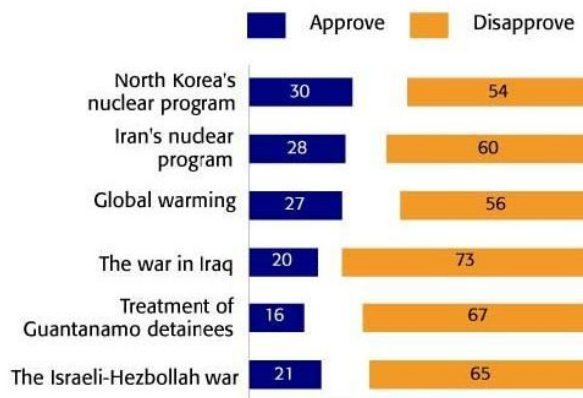 Approve Disapprove
North Korea's
nuclear program
30 54
Iran's nuclear
program
28 60
Global warming
27 56
The war in Iraq
20 73
Treatment of
Guantanamo detainees
16 67
The Israeli-Hezbollah war
21 65